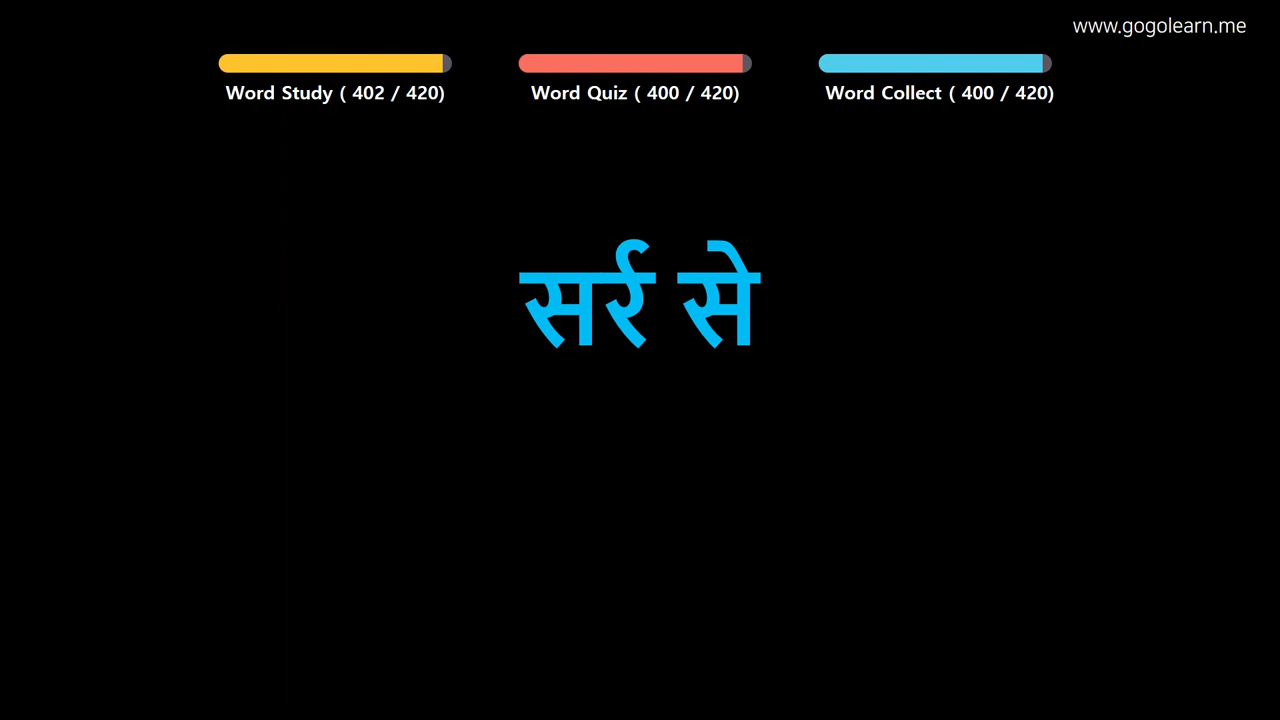 www.gogolearn.me
Word Study ( 402 / 420)
Word Quiz ( 400 / 420)
Word Collect ( 400 / 420)
सर्र से